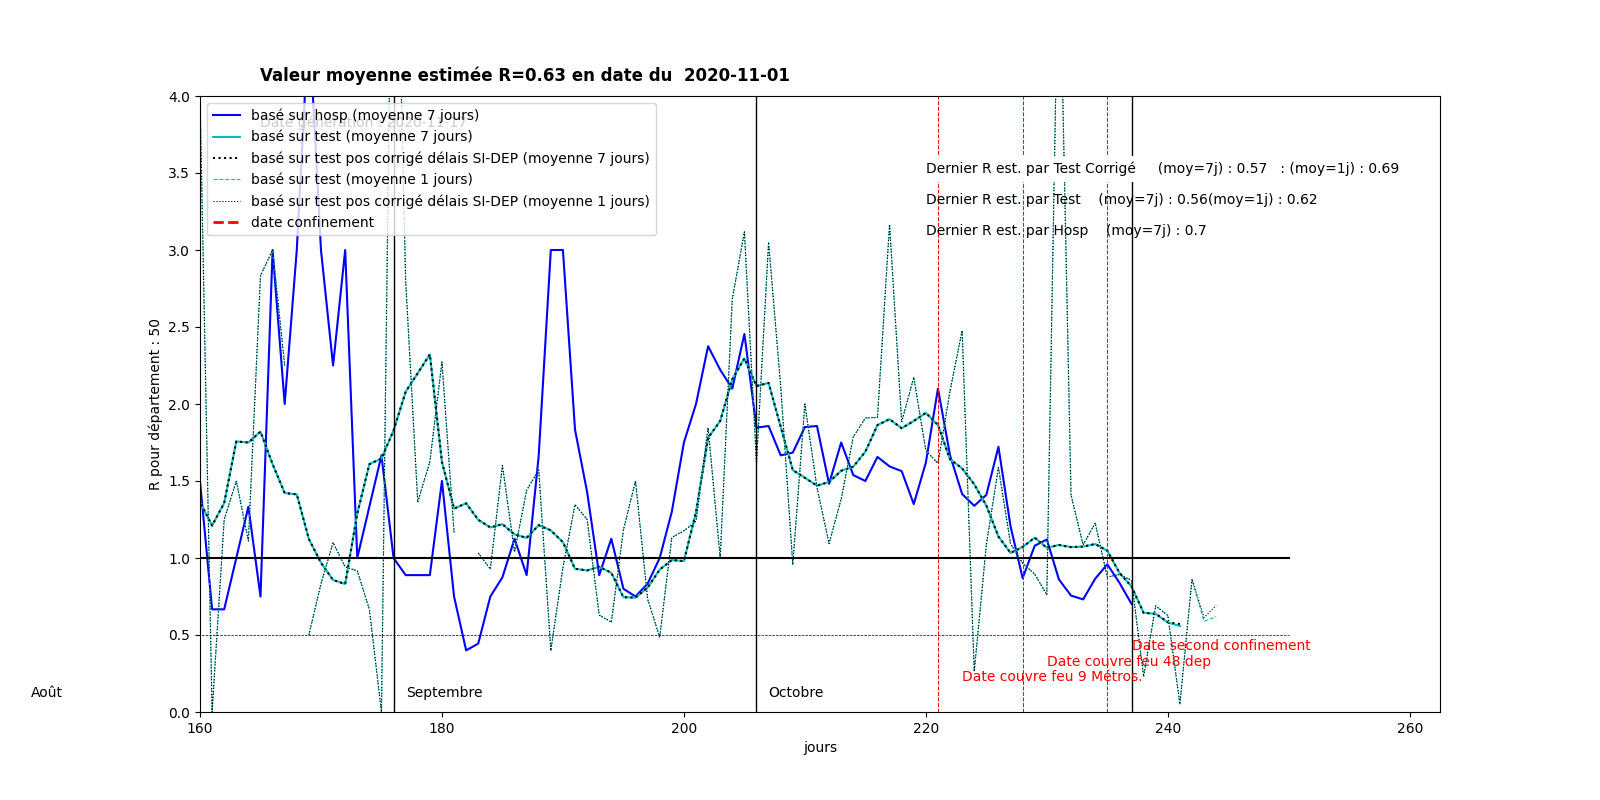 Valeur moyenne estimée R=0.63 en date du  2020-11-01
4.0
3.5
3.0
2.5
2.0
1.5
1.0
0.5
0.0
R pour département : 50
basé sur hosp (moyenne 7 jours)
basé sur test (moyenne 7 jours)
basé sur test pos corrigé délais SI-DEP (moyenne 7 jours)
basé sur test (moyenne 1 jours)
basé sur test pos corrigé délais SI-DEP (moyenne 1 jours)
date confinement
Dernier R est. par Test Corrigé (moy=7j) : 0.57 : (moy=1j) : 0.69
Dernier R est. par Test (moy=7j) : 0.56(moy=1j) : 0.62
Dernier R est. par Hosp (moy=7j) : 0.7
Date second confinement
Date couvre feu 48 dep
Date couvre feu 9 Métros.
Août
Septembre
Octobre
160 180 200 220 240 260
jours